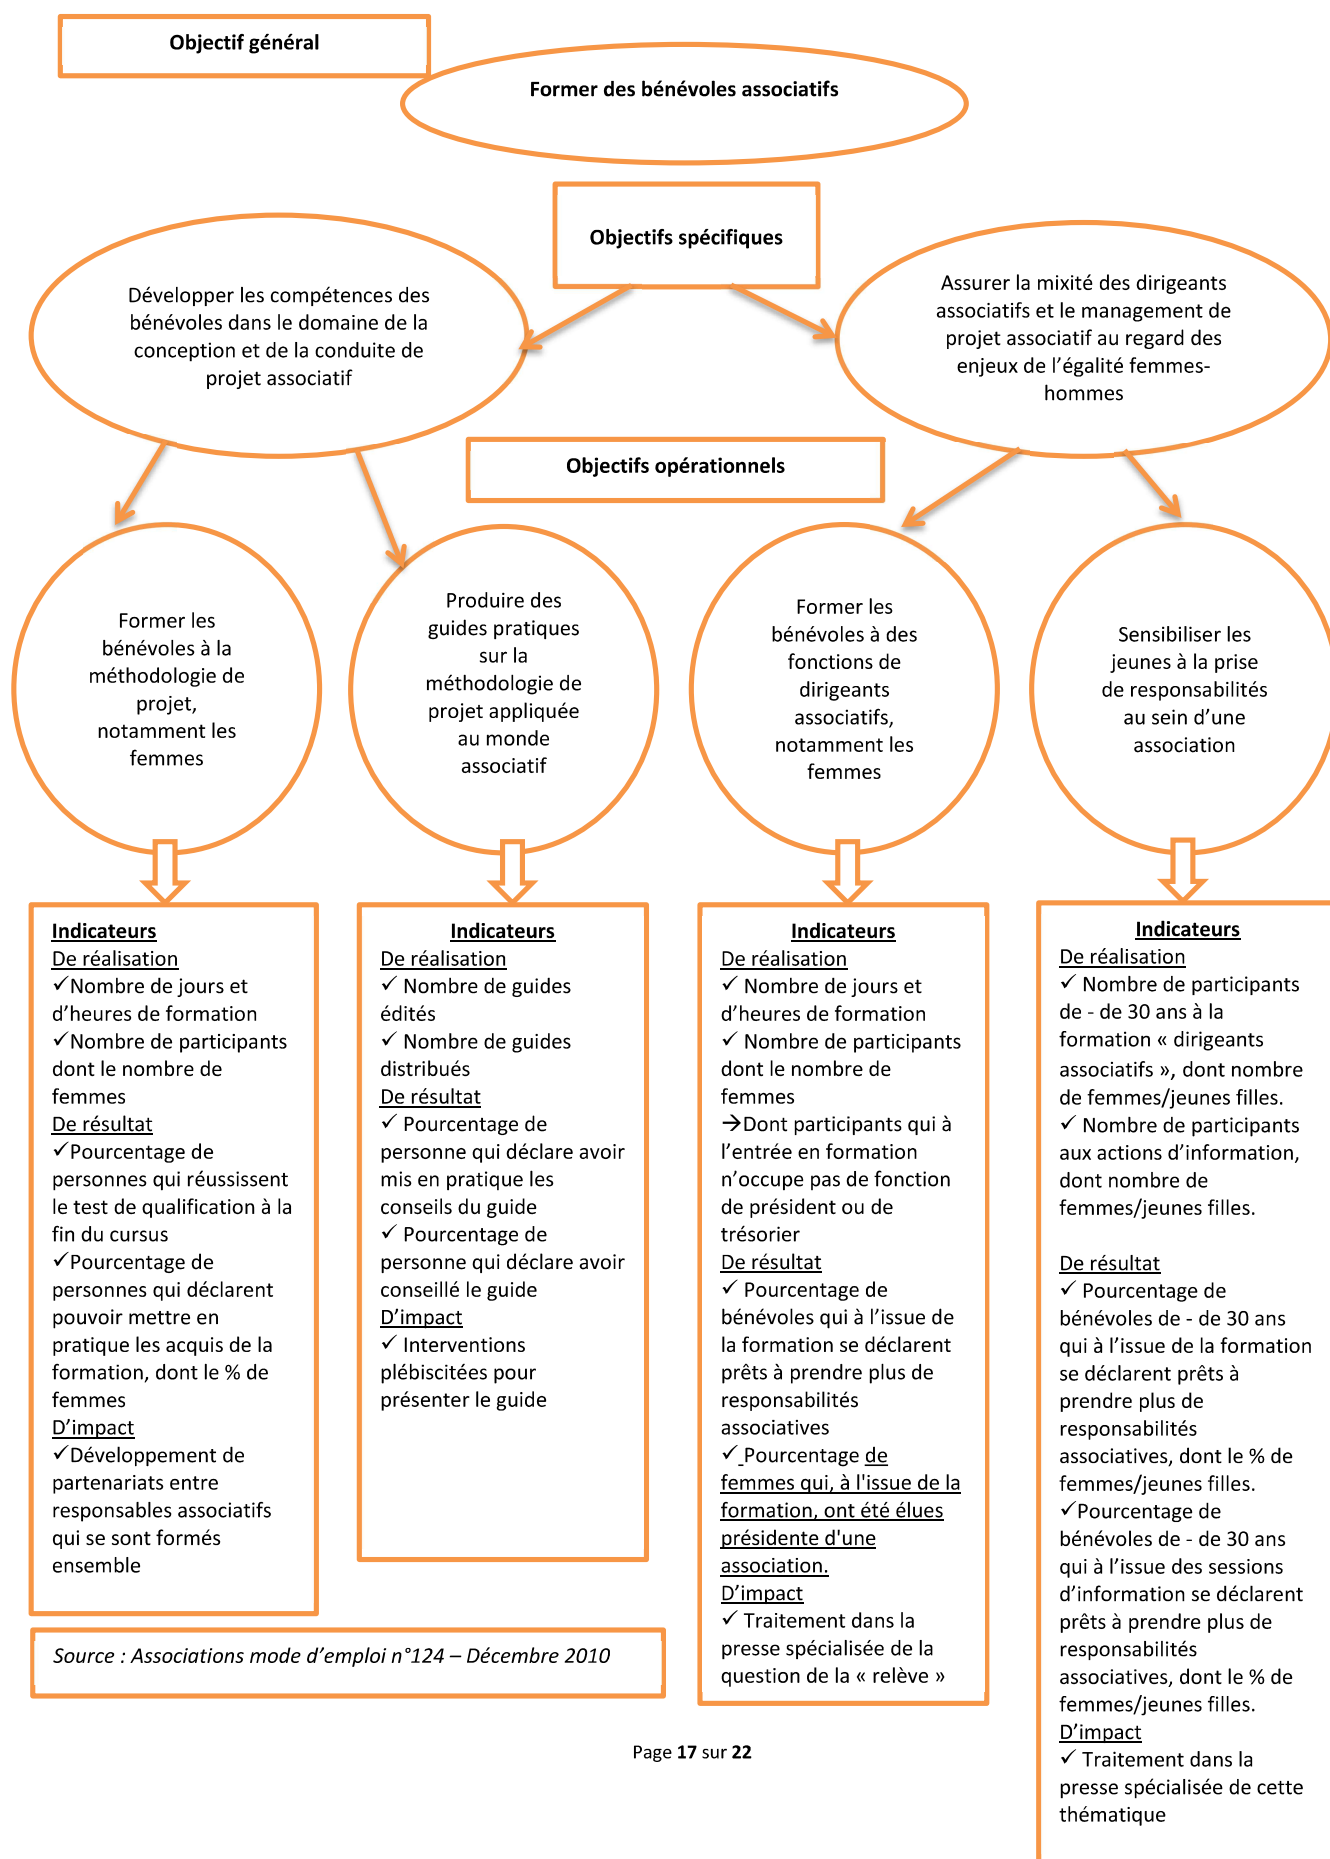 Objectif général
Former des bénévoles associatifs
Objectifs spécifiques
Développer les compétences des
bénévoles dans le domaine de la
conception et de la conduite de
projet associatif
Assurer la mixité des dirigeants
associatifs et le management de
projet associatif au regard des
enjeux de l’égalité femmes-
hommes
Objectifs opérationnels
Former les
bénévoles à la
méthodologie de
projet,
notamment les
femmes
Produire des
guides pratiques
sur la
méthodologie de
projet appliquée
au monde
associatif
Former les
bénévoles à des
fonctions de
dirigeants
associatifs,
notamment les
femmes
Sensibiliser les
jeunes à la prise
de responsabilités
au sein d’une
association
Indicateurs
De réalisation
✓Nombre de jours et
d’heures de formation
✓Nombre de participants
dont le nombre de
femmes
De résultat
✓Pourcentage de
personnes qui réussissent
le test de qualification à la
fin du cursus
✓Pourcentage de
personnes qui déclarent
pouvoir mettre en
pratique les acquis de la
formation, dont le % de
femmes
D’impact
✓Développement de
partenariats entre
responsables associatifs
qui se sont formés
ensemble
Indicateurs
De réalisation
✓ Nombre de guides
édités
✓ Nombre de guides
distribués
De résultat
✓ Pourcentage de
personne qui déclare avoir
mis en pratique les
conseils du guide
✓ Pourcentage de
personne qui déclare avoir
conseillé le guide
D’impact
✓ Interventions
plébiscitées pour
présenter le guide
Indicateurs
De réalisation
✓ Nombre de jours et
d’heures de formation
✓ Nombre de participants
dont le nombre de
femmes
→Dont participants qui à
l’entrée en formation
n’occupe pas de fonction
de président ou de
trésorier
De résultat
✓ Pourcentage de
bénévoles qui à l’issue de
la formation se déclarent
prêts à prendre plus de
responsabilités
associatives
✓ Pourcentage de
femmes qui, à l'issue de la
formation, ont été élues
présidente d'une
association.
D’impact
✓ Traitement dans la
presse spécialisée de la
question de la « relève »
Indicateurs
De réalisation
✓ Nombre de participants
de - de 30 ans à la
formation « dirigeants
associatifs », dont nombre
de femmes/jeunes filles.
✓ Nombre de participants
aux actions d’information,
dont nombre de
femmes/jeunes filles.
De résultat
✓ Pourcentage de
bénévoles de - de 30 ans
qui à l’issue de la formation
se déclarent prêts à
prendre plus de
responsabilités
associatives, dont le % de
femmes/jeunes filles.
✓Pourcentage de
bénévoles de - de 30 ans
qui à l’issue des sessions
d’information se déclarent
prêts à prendre plus de
responsabilités
associatives, dont le % de
femmes/jeunes filles.
D’impact
✓ Traitement dans la
presse spécialisée de cette
thématique
Source : Associations mode d’emploi n°124 – Décembre 2010
Page 17 sur 22